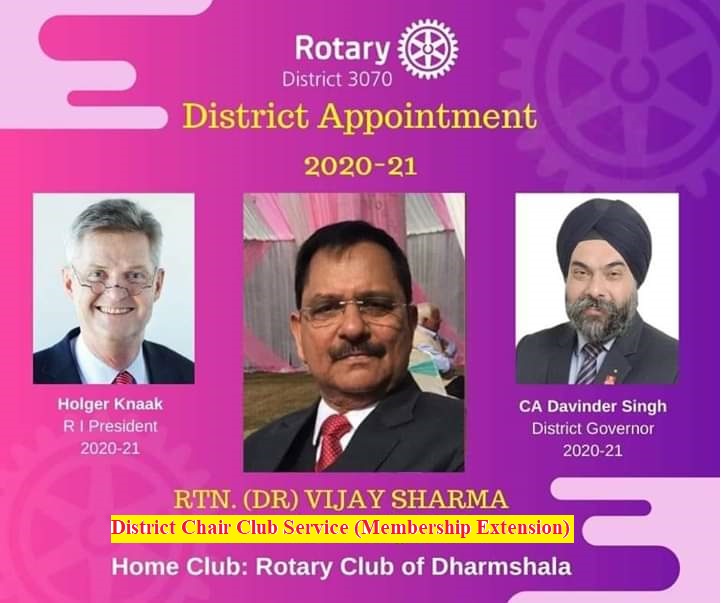 Rotary
District 3070
District Appointment
2020-21
Holger Knaak
R I President
2020-21
CA Davinder Singh
District Governor
2020-21
RTN. (DR) VIJAY SHARMA
District Chair Club Service (Membership Extension)
Home Club: Rotary Club of Dharmshala